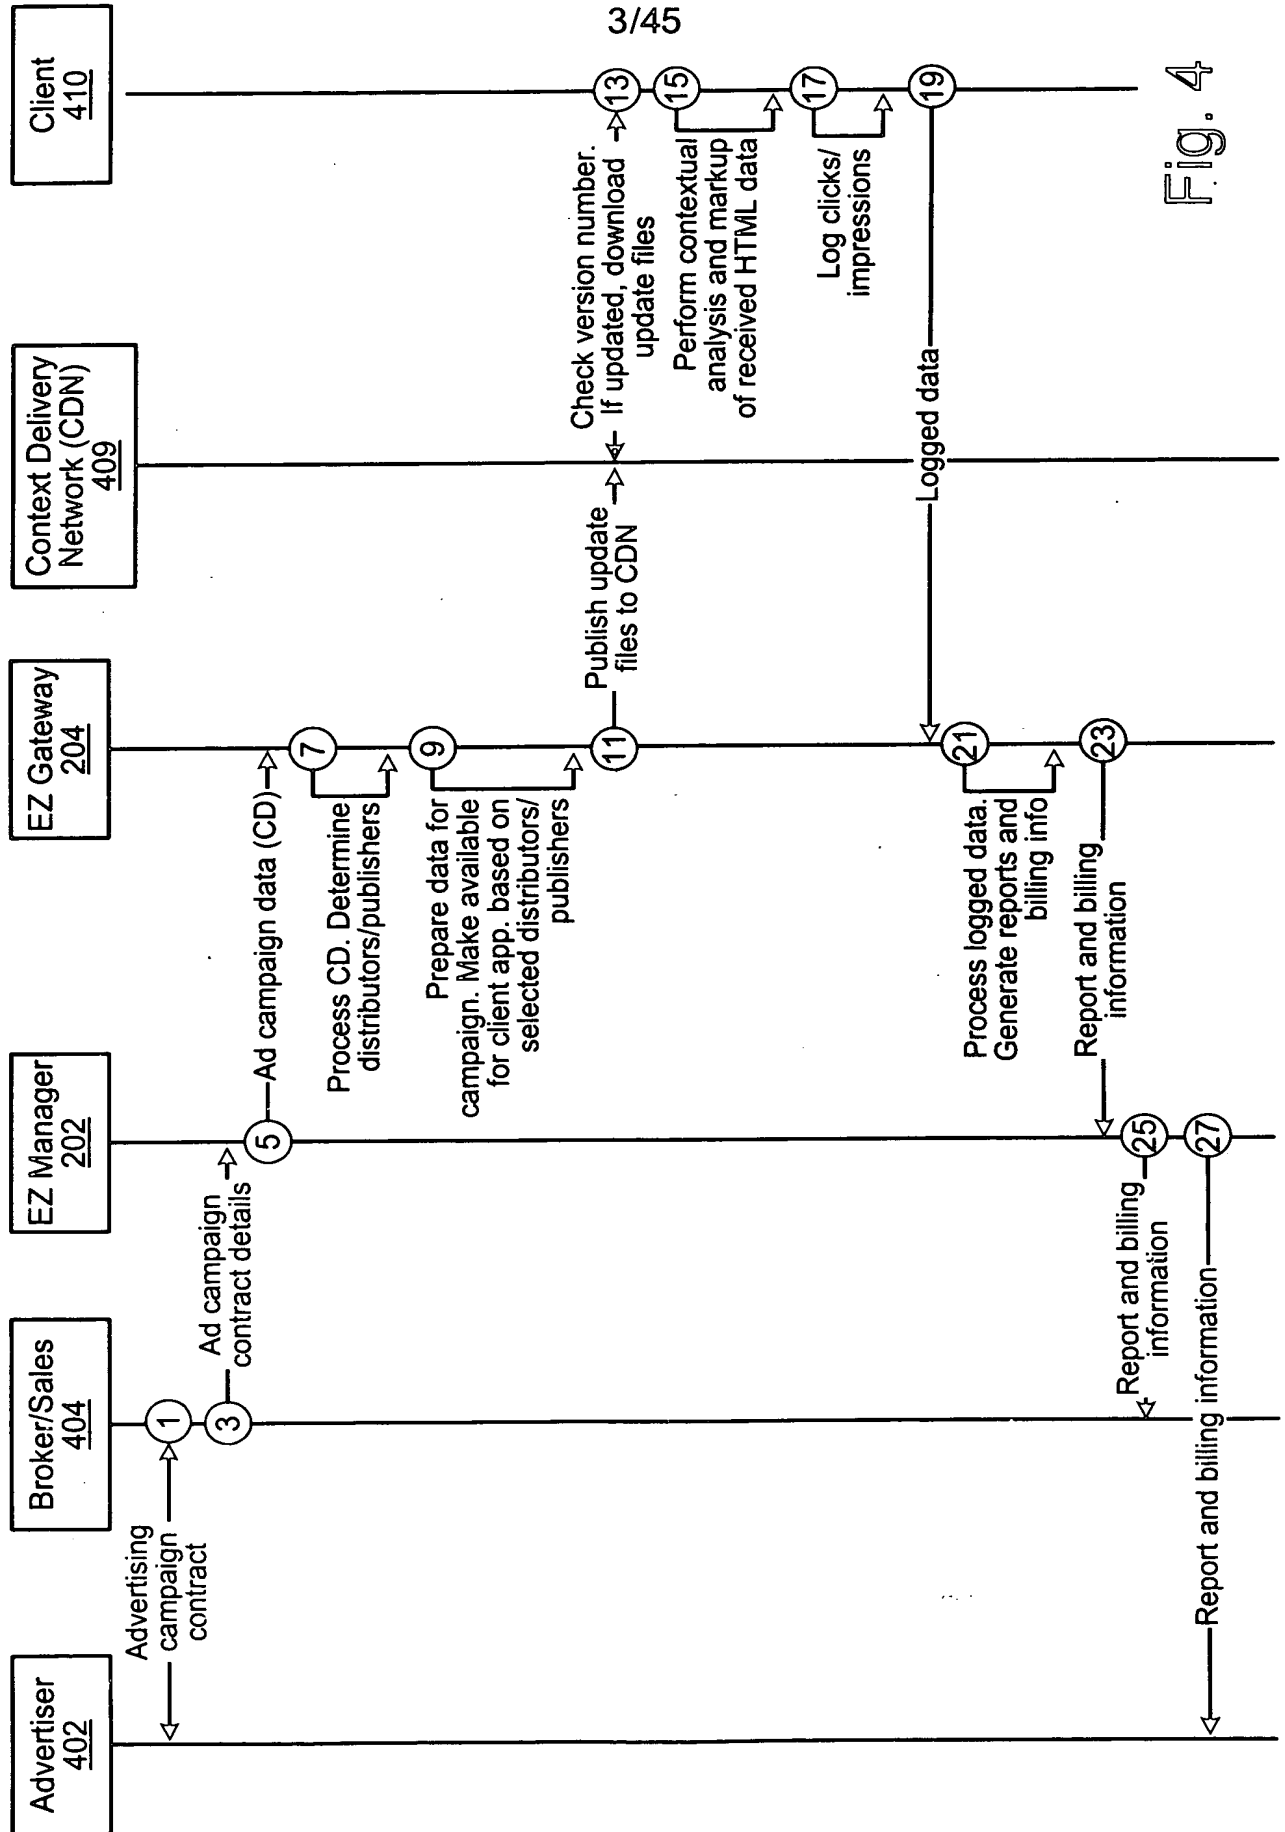 3/45
Advertiser
402
Broker/Sales
404
EZ Manager
202
EZ Gateway
204
Context Delivery
Network (CDN)
409
Client
410
Advertising
campaign
contract
1
3
Ad campaign
contract details
5
Ad campaign data (CD)
7
Process CD. Determine
distributors/publishers
9
Prepare data for
campaign. Make available
for client app. based on
selected distributors/
publishers
11
Publish update
files to CDN
Check version number.
If updated, download
update files
13
15
Perform contextual
analysis and markup
of received HTML data
17
Log clicks/
impressions
19
Logged data
21
Process logged data.
Generate reports and
billing info
23
Report and billing
information
25
Report and billing
information
27
Report and billing information
Fig. 4